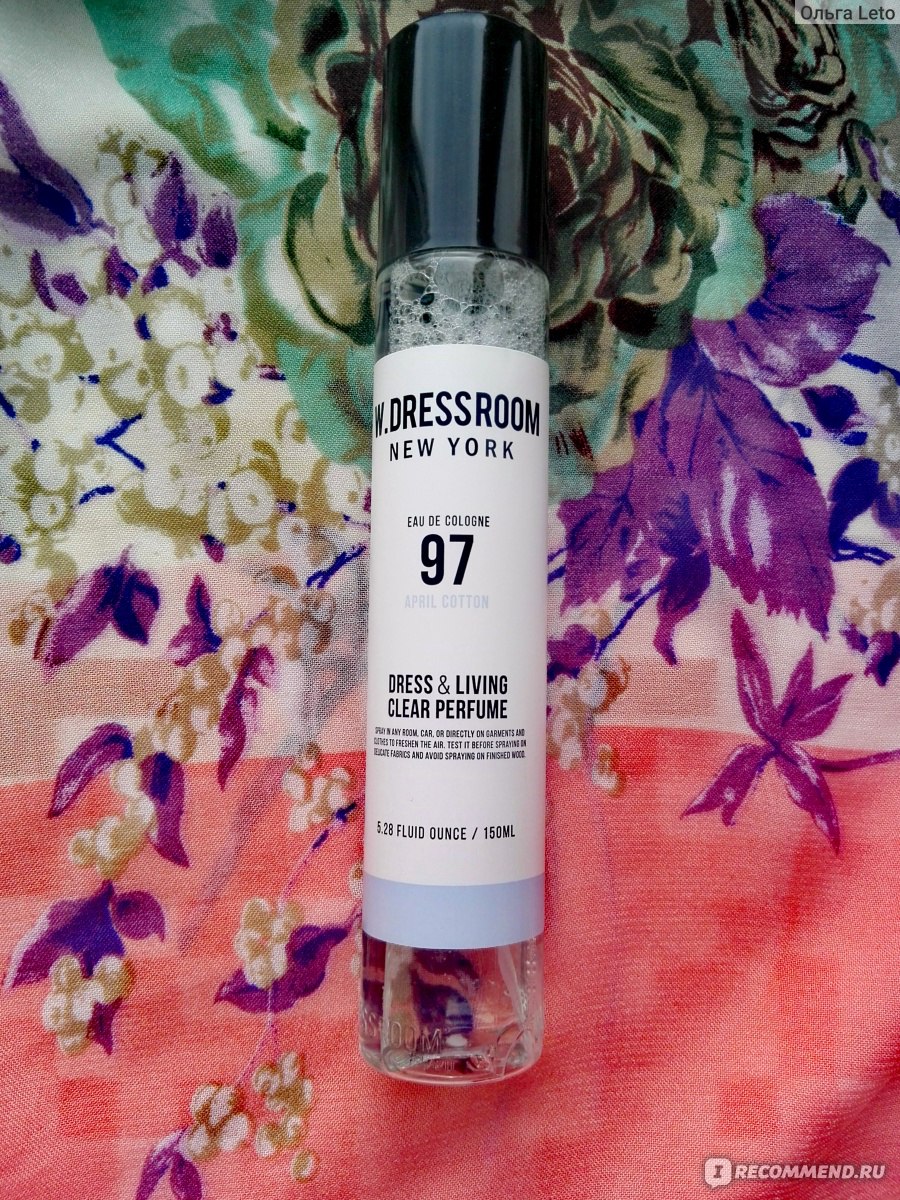 Ольга Leto
W.DRESSROOM
NEW YORK
EAU DE COLOGNE
97
APRIL COTTON
DRESS & LIVING
CLEAR PERFUME
SPRAY IN ANY ROOM, CAR, OR DIRECTLY ON GARMENTS AND
CLOTHES TO FRESHEN THE AIR. TEST IT BEFORE SPRAYING ON
DELICATE FABRICS AND AVOID SPRAYING ON FINISHED WOOD.
5.28 FLUID OUNCE / 150ML
IRECOMMEND.RU